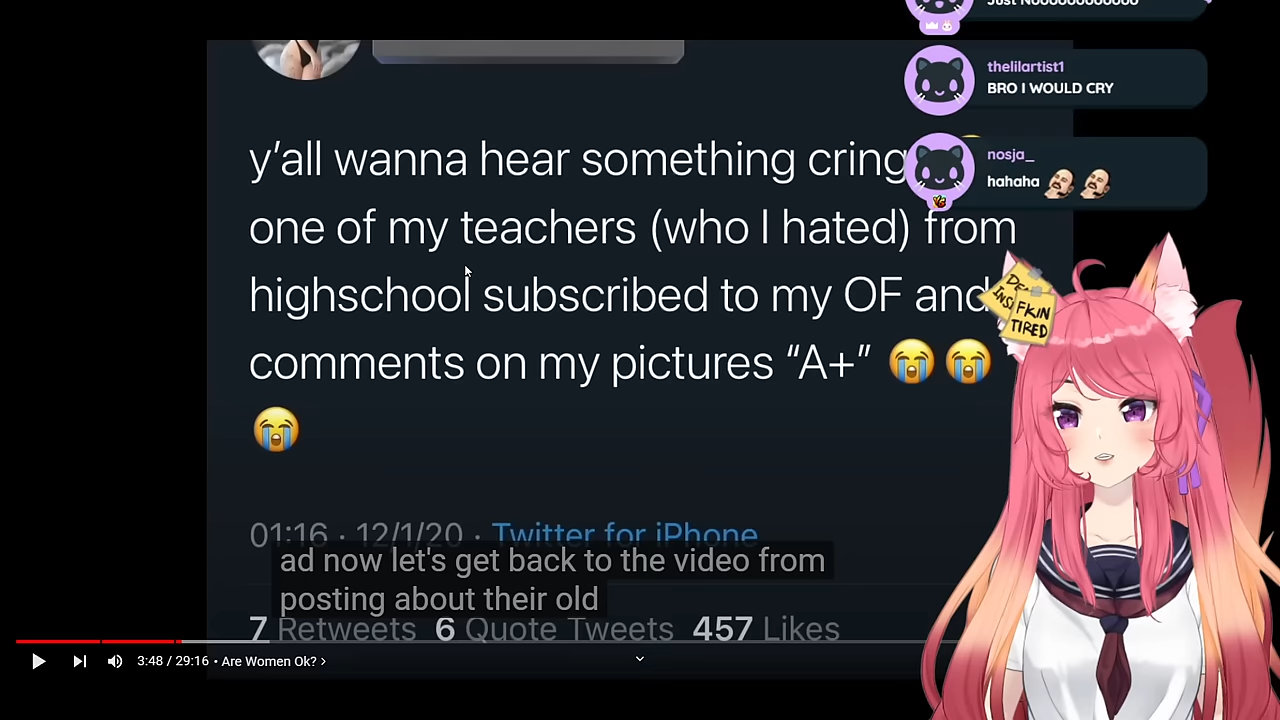 Just Nooooooooooooo
thelilartist1
BRO I WOULD CRY
nosja_
hahaha
y’all wanna hear something cring
one of my teachers (who I hated) from
highschool subscribed to my OF and
comments on my pictures “A+” 😭😭
😭
FKIN
TIRED
01:16 · 12/1/20 · Twitter for iPhone
ad now let's get back to the video from
posting about their old
7 Retweets 6 Quote Tweets 457 Likes
3:48 / 29:16 • Are Women Ok? ›